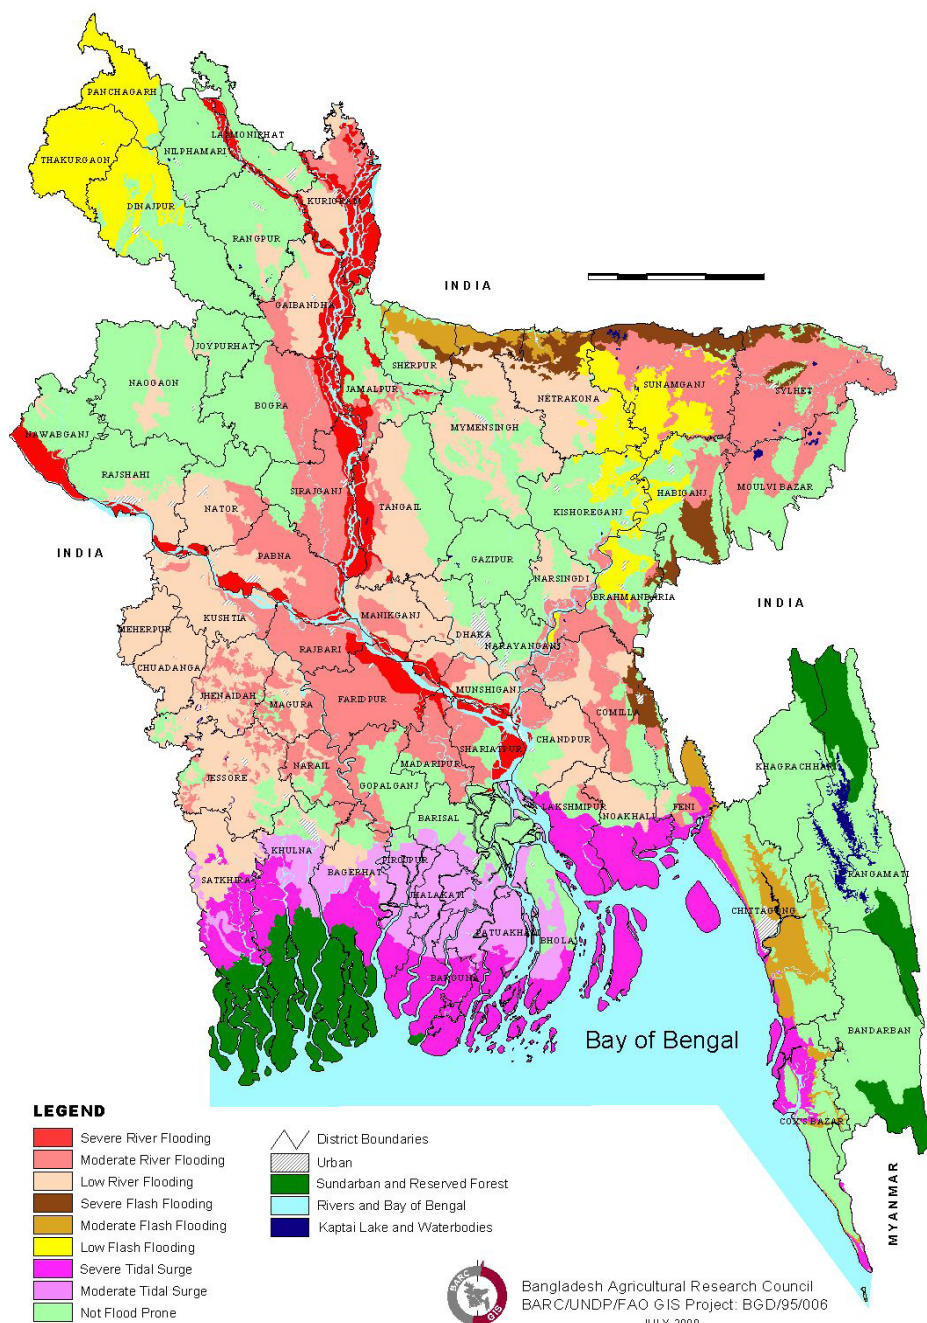 PANCHAGARH
LALMONIRHAT
THAKURGAON
NILPHAMARI
DINAJPUR
KURIGRAM
RANGPUR
INDIA
GAIBANDHA
JOYPURHAT
SHERPUR
NAOGAON
JAMALPUR
SUNAMGANJ
SYLHET
BOGRA
NETRAKONA
MYMENSINGH
NAWABGANJ
RAJSHAHI
SIRAJGANJ
HABIGANJ
MOULVI BAZAR
NATOR
TANGAIL
KISHOREGANJ
INDIA
PABNA
GAZIPUR
NARSINGDI
BRAHMANBARIA
INDIA
KUSHTIA
MANIKGANJ
MEHERPUR
DHAKA
NARAYANGANJ
RAJBARI
CHUADANGA
JHENAIDAH
MAGURA
FARIDPUR
MUNSHIGANJ
COMILLA
CHANDPUR
SHARIATPUR
NARAIL
MADARIPUR
KHAGRACHHARI
JESSORE
GOPALGANJ
BARISAL
LAKSHMIPUR
NOAKHALI
FENI
KHULNA
PIROJPUR
SATKHIRA
BAGERHAT
JHALAKATI
RANGAMATI
CHITTAGONG
PATUAKHALI
BHOLA
BARGUNA
BANDARBAN
Bay of Bengal
COX'S BAZAR
MYANMAR
LEGEND
Severe River Flooding
Moderate River Flooding
Low River Flooding
Severe Flash Flooding
Moderate Flash Flooding
Low Flash Flooding
Severe Tidal Surge
Moderate Tidal Surge
Not Flood Prone
District Boundaries
Urban
Sundarban and Reserved Forest
Rivers and Bay of Bengal
Kaptai Lake and Waterbodies
BARC
GIS
Bangladesh Agricultural Research Council
BARC/UNDP/FAO GIS Project: BGD/95/006